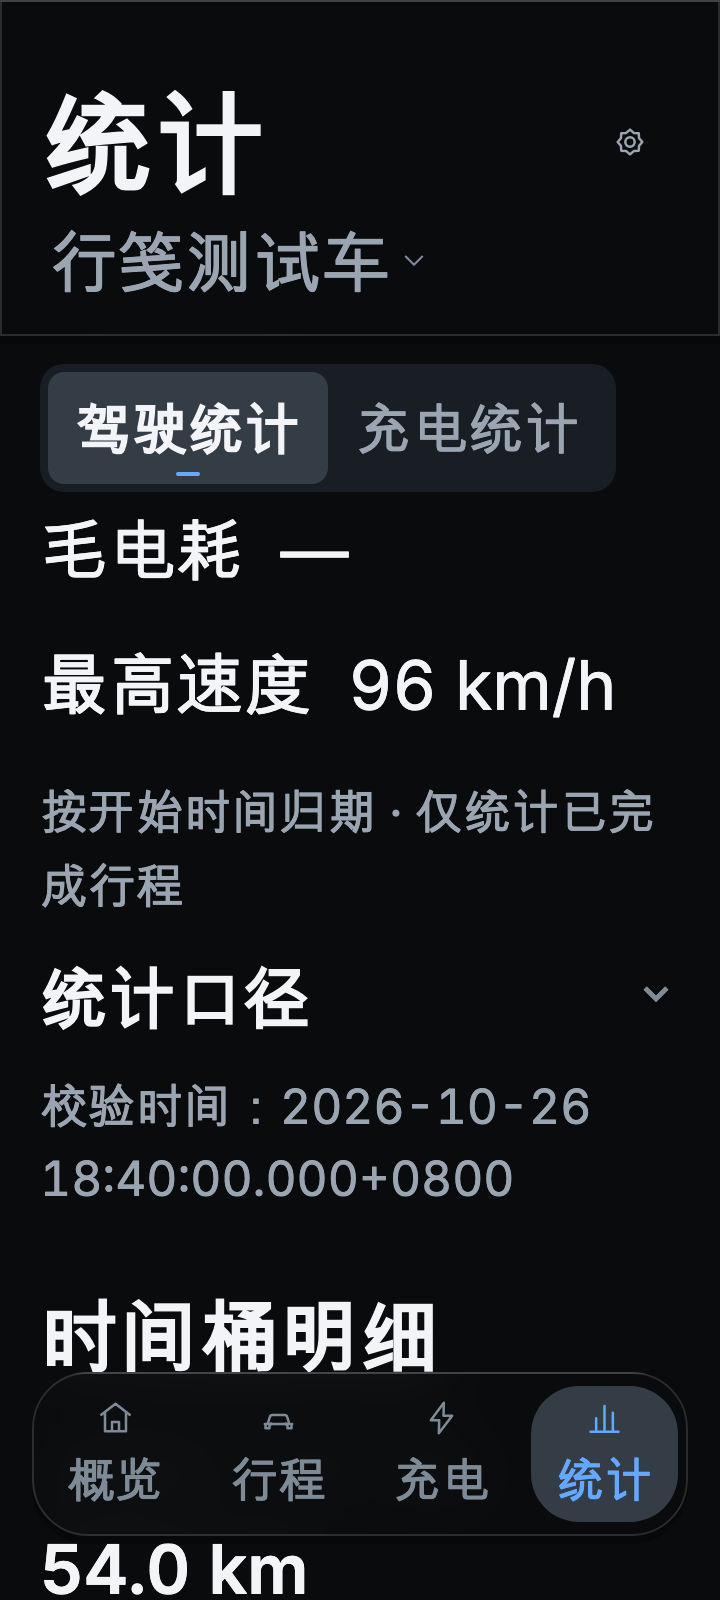 统计
行笺测试车
驾驶统计 充电统计
毛电耗 —
最高速度 96 km/h
按开始时间归期 · 仅统计已完
成行程
统计口径
校验时间：2026-10-26
18:40:00.000+0800
时间桶明细
概览 行程 充电 统计
54.0 km